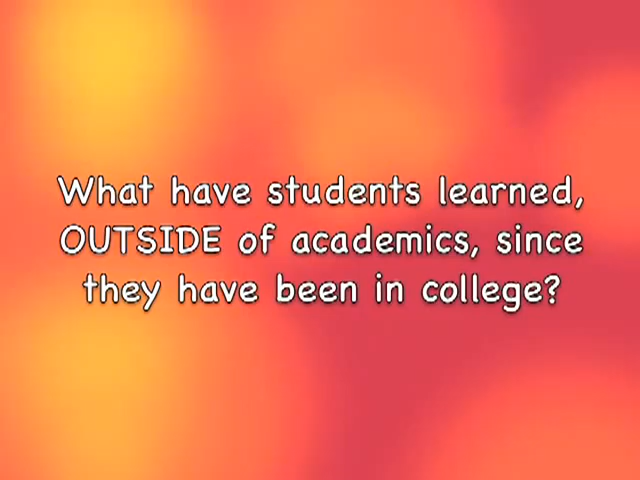 What have students learned,
OUTSIDE of academics, since
they have been in college?